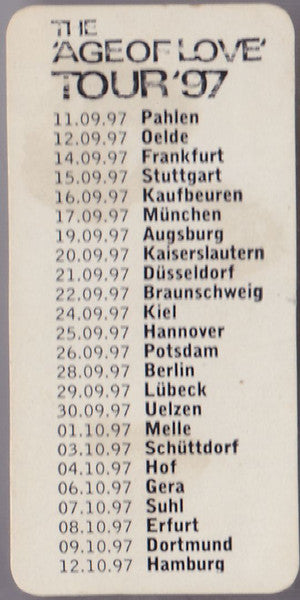 THE
'AGE OF LOVE'
TOUR '97
11.09.97 Pahlen
12.09.97 Oelde
14.09.97 Frankfurt
15.09.97 Stuttgart
16.09.97 Kaufbeuren
17.09.97 München
19.09.97 Augsburg
20.09.97 Kaiserslautern
21.09.97 Düsseldorf
22.09.97 Braunschweig
24.09.97 Kiel
25.09.97 Hannover
26.09.97 Potsdam
28.09.97 Berlin
29.09.97 Lübeck
30.09.97 Uelzen
01.10.97 Melle
03.10.97 Schüttdorf
04.10.97 Hof
06.10.97 Gera
07.10.97 Suhl
08.10.97 Erfurt
09.10.97 Dortmund
12.10.97 Hamburg